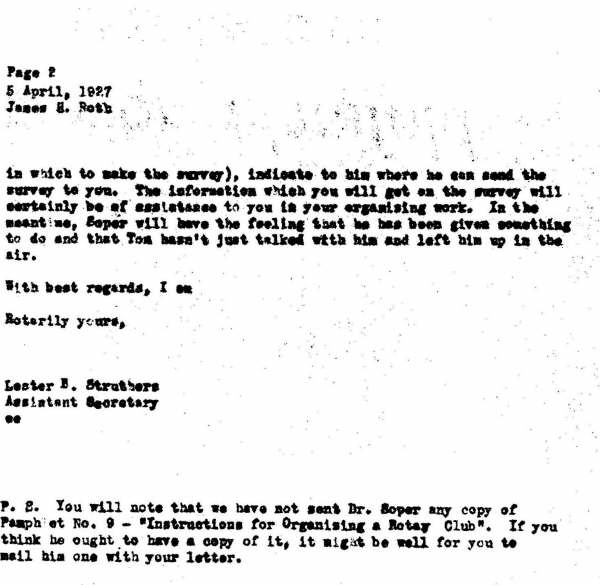 Page 2
5 April, 1927
James H. Roth
in which to make the survey), indicate to him where he can send the
survey to you. The information which you will get on the survey will
certainly be of assistance to you in your organizing work. In the
meantime, Soper will have the feeling that he has been given something
to do and that Tom hasn't just talked with him and left him up in the
air.
With best regards, I am
Rotarily yours,
Lester B. Struthers
Assistant Secretary
P. S. You will note that we have not sent Dr. Soper any copy of
Pamphlet No. 9 - "Instructions for Organizing a Rotay Club". If you
think he ought to have a copy of it, it might be well for you to
mail him one with your letter.